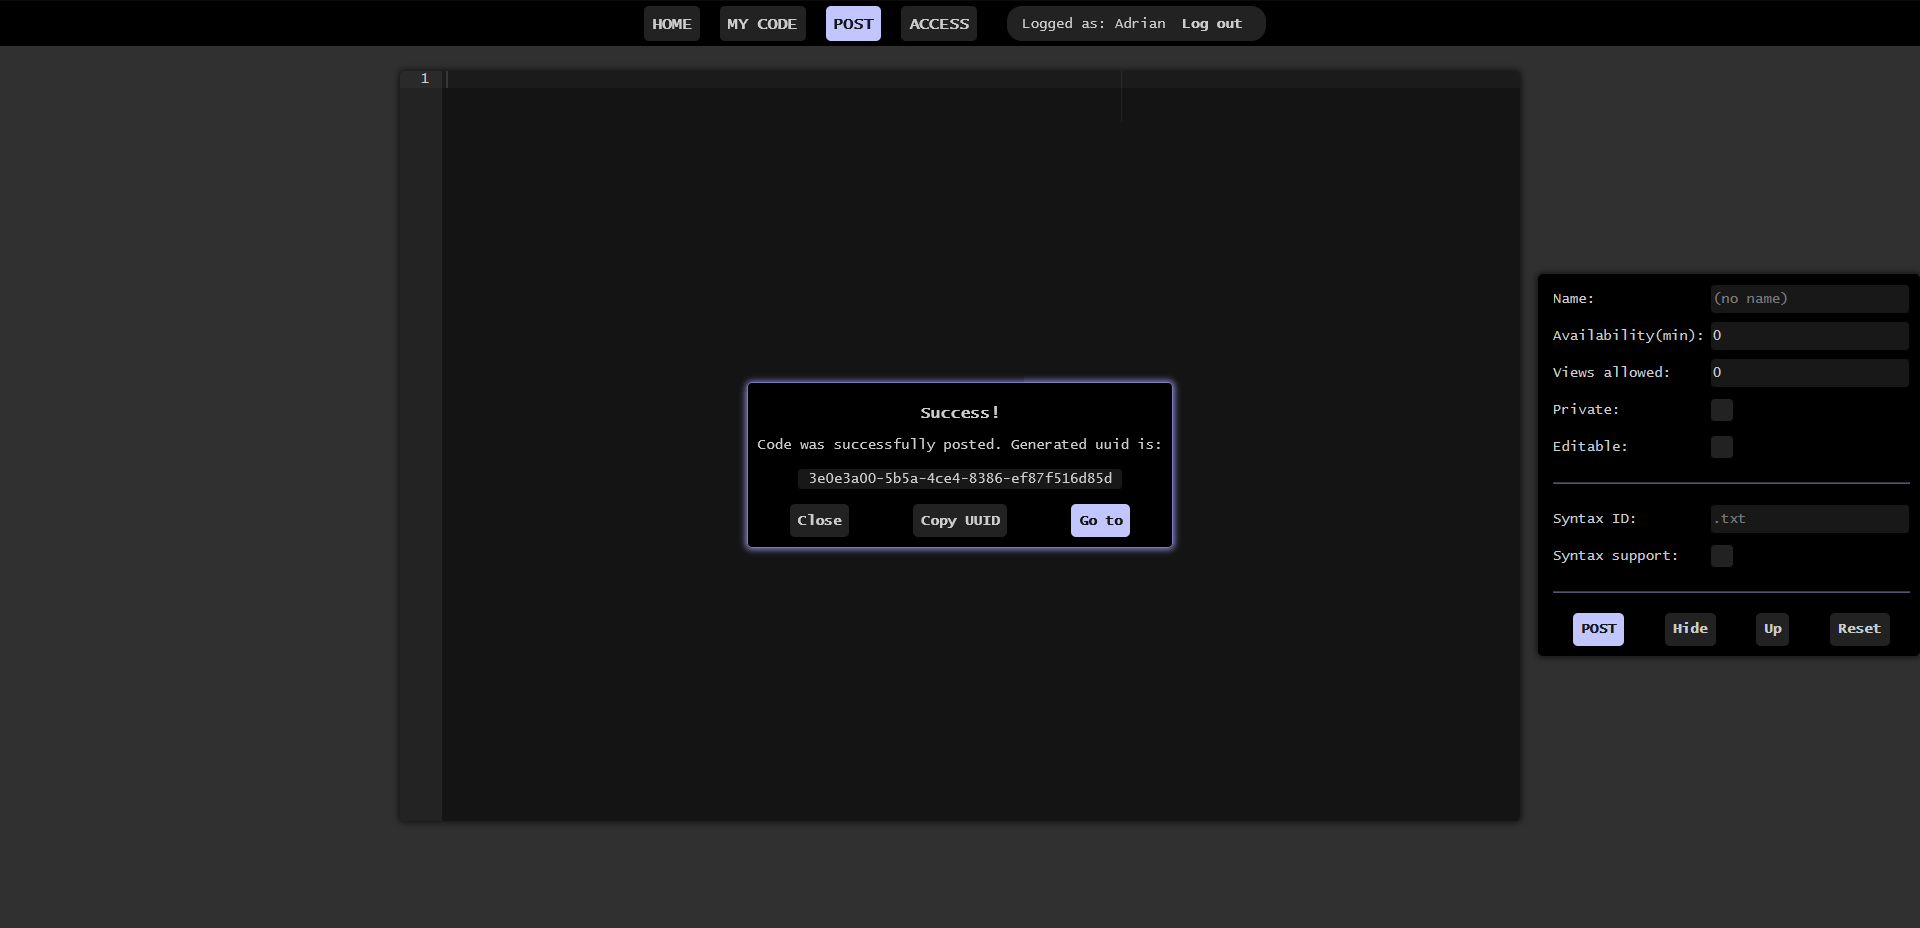 HOME MY CODE POST ACCESS Logged as: Adrian Log out
1
Success!
Code was successfully posted. Generated uuid is:
3e0e3a00-5b5a-4ce4-8386-ef87f516d85d
Close Copy UUID Go to
Name: (no name)
Availability(min): 0
Views allowed: 0
Private:
Editable:
Syntax ID: .txt
Syntax support:
POST Hide Up Reset